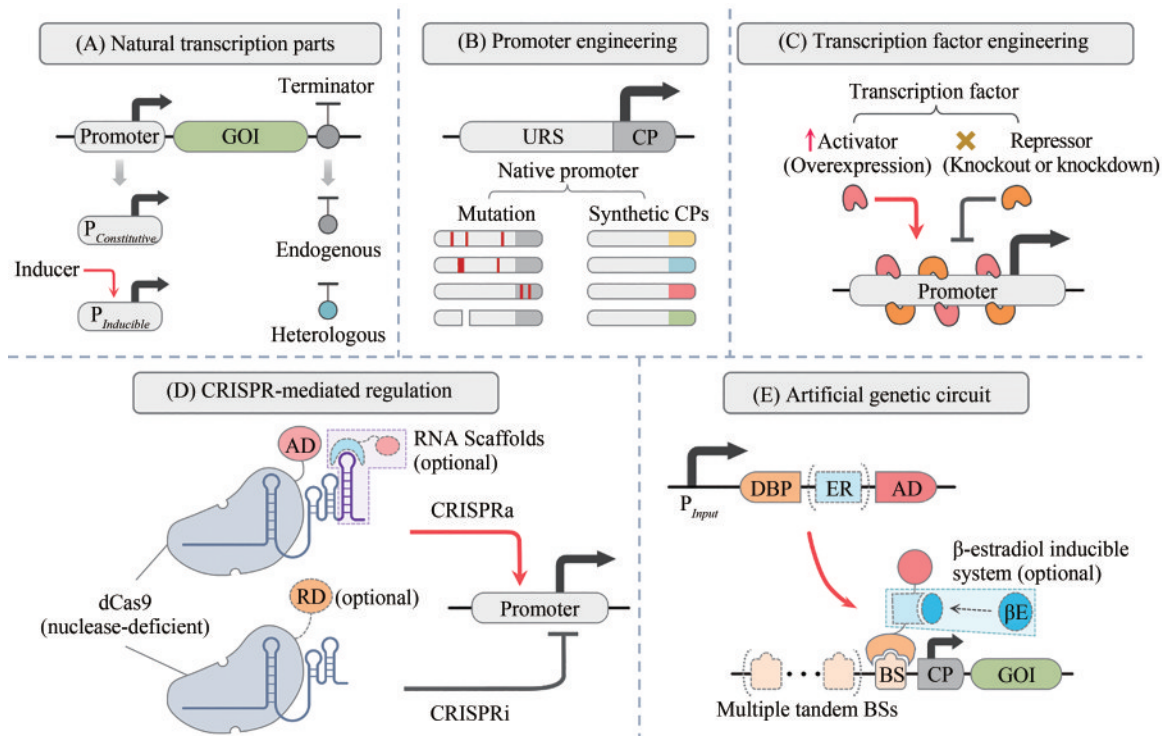 (A) Natural transcription parts
Terminator
Promoter
GOI
P Constitutive
Endogenous
Inducer
P Inducible
Heterologous
(B) Promoter engineering
URS
CP
Native promoter
Mutation
Synthetic CPs
(C) Transcription factor engineering
Transcription factor
Activator
(Overexpression)
Repressor
(Knockout or knockdown)
Promoter
(D) CRISPR-mediated regulation
AD
RNA Scaffolds
(optional)
CRISPRa
dCas9
(nuclease-deficient)
RD
(optional)
Promoter
CRISPRi
(E) Artificial genetic circuit
P Input
DBP
ER
AD
β-estradiol inducible
system (optional)
βE
BS
CP
GOI
Multiple tandem BSs